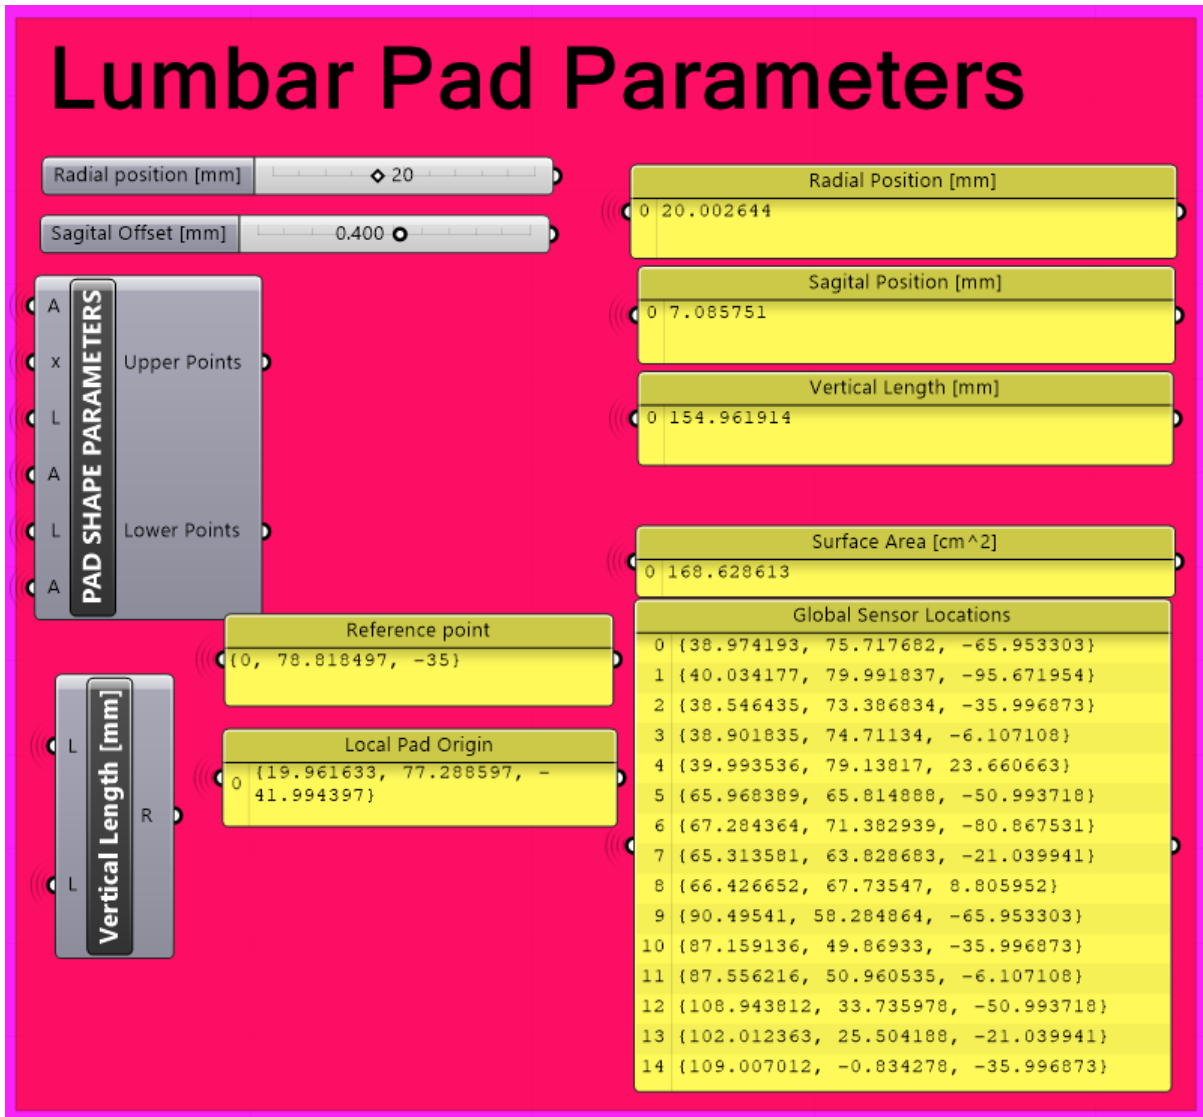 Lumbar Pad Parameters
Radial position [mm]
20
Sagital Offset [mm]
0.400
PAD SHAPE PARAMETERS
A
x
L
A
L
A
Upper Points
Lower Points
Vertical Length [mm]
L
L
R
Reference point
{0, 78.818497, -35}
Local Pad Origin
0 {19.961633, 77.288597, -
41.994397}
Radial Position [mm]
0 20.002644
Sagital Position [mm]
0 7.085751
Vertical Length [mm]
0 154.961914
Surface Area [cm^2]
0 168.628613
Global Sensor Locations
0 {38.974193, 75.717682, -65.953303}
1 {40.034177, 79.991837, -95.671954}
2 {38.546435, 73.386834, -35.996873}
3 {38.901835, 74.71134, -6.107108}
4 {39.993536, 79.13817, 23.660663}
5 {65.968389, 65.814888, -50.993718}
6 {67.284364, 71.382939, -80.867531}
7 {65.313581, 63.828683, -21.039941}
8 {66.426652, 67.73547, 8.805952}
9 {90.49541, 58.284864, -65.953303}
10 {87.159136, 49.86933, -35.996873}
11 {87.556216, 50.960535, -6.107108}
12 {108.943812, 33.735978, -50.993718}
13 {102.012363, 25.504188, -21.039941}
14 {109.007012, -0.834278, -35.996873}